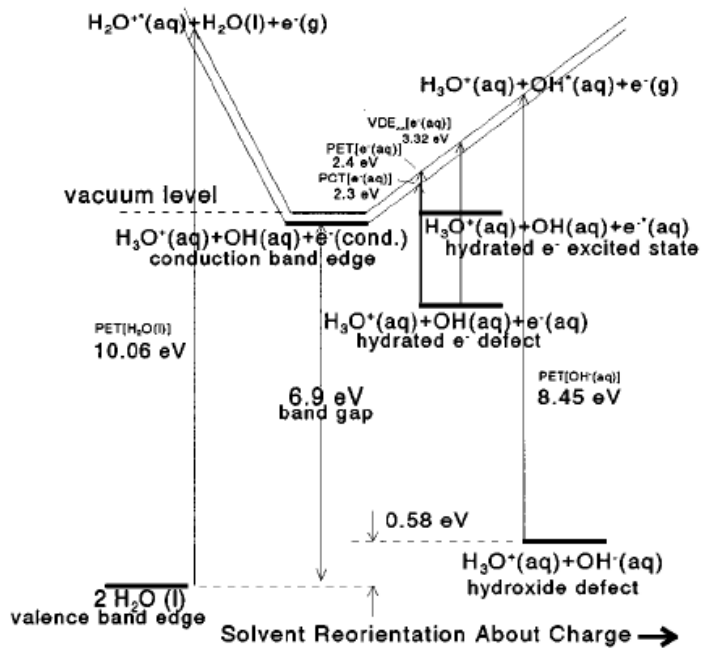 H₂O⁺*(aq)+H₂O(l)+e⁻(g)
H₃O⁺(aq)+OH*(aq)+e⁻(g)
VDE∞[e⁻(aq)]
3.32 eV
PET[e⁻(aq)]
2.4 eV
PCT[e⁻(aq)]
2.3 eV
vacuum level
H₃O⁺(aq)+OH(aq)+e⁻(cond.)
conduction band edge
H₃O⁺(aq)+OH(aq)+e⁻*(aq)
hydrated e⁻ excited state
H₃O⁺(aq)+OH(aq)+e⁻(aq)
hydrated e⁻ defect
PET[H₂O(l)]
10.06 eV
6.9 eV
band gap
PET[OH⁻(aq)]
8.45 eV
0.58 eV
H₃O⁺(aq)+OH⁻(aq)
hydroxide defect
2 H₂O (l)
valence band edge
Solvent Reorientation About Charge →